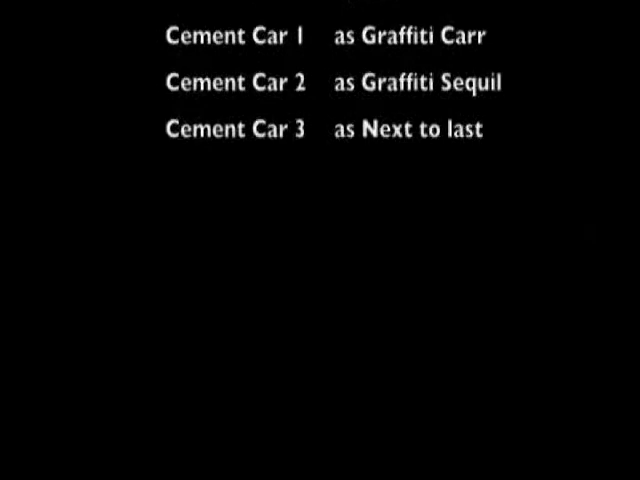 Cement Car 1 as Graffiti Carr
Cement Car 2 as Graffiti Sequil
Cement Car 3 as Next to last